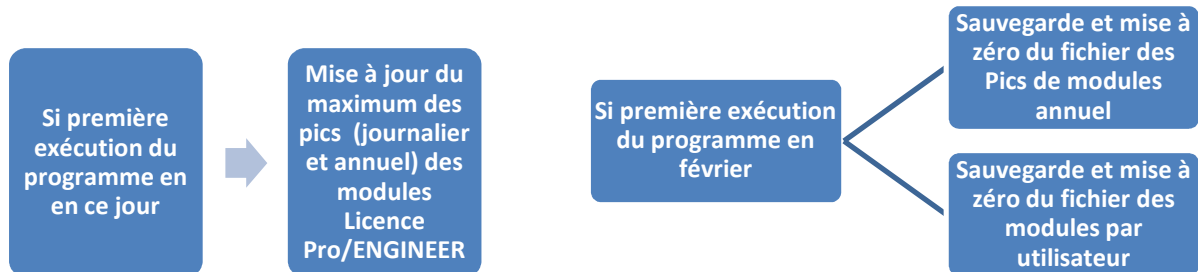 Si première
exécution du
programme en
en ce jour
Mise à jour du
maximum des
pics (journalier
et annuel) des
modules
Licence
Pro/ENGINEER
Si première exécution
du programme en
février
Sauvegarde et mise à
zéro du fichier des
Pics de modules
annuel
Sauvegarde et mise à
zéro du fichier des
modules par
utilisateur